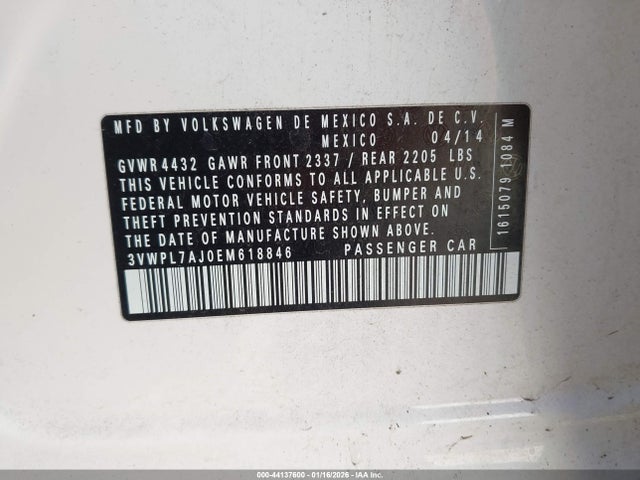 MFD BY VOLKSWAGEN DE MEXICO S.A. DE C.V.
MEXICO 04/14
GVWR 4432 GAWR FRONT 2337 / REAR 2205 LBS
THIS VEHICLE CONFORMS TO ALL APPLICABLE U.S.
FEDERAL MOTOR VEHICLE SAFETY, BUMPER AND
THEFT PREVENTION STANDARDS IN EFFECT ON
THE DATE OF MANUFACTURE SHOWN ABOVE.
3VWPL7AJ0EM618846 PASSENGER CAR
1615079 1084 M
000-44137600 - 01/16/2026 - IAA Inc.